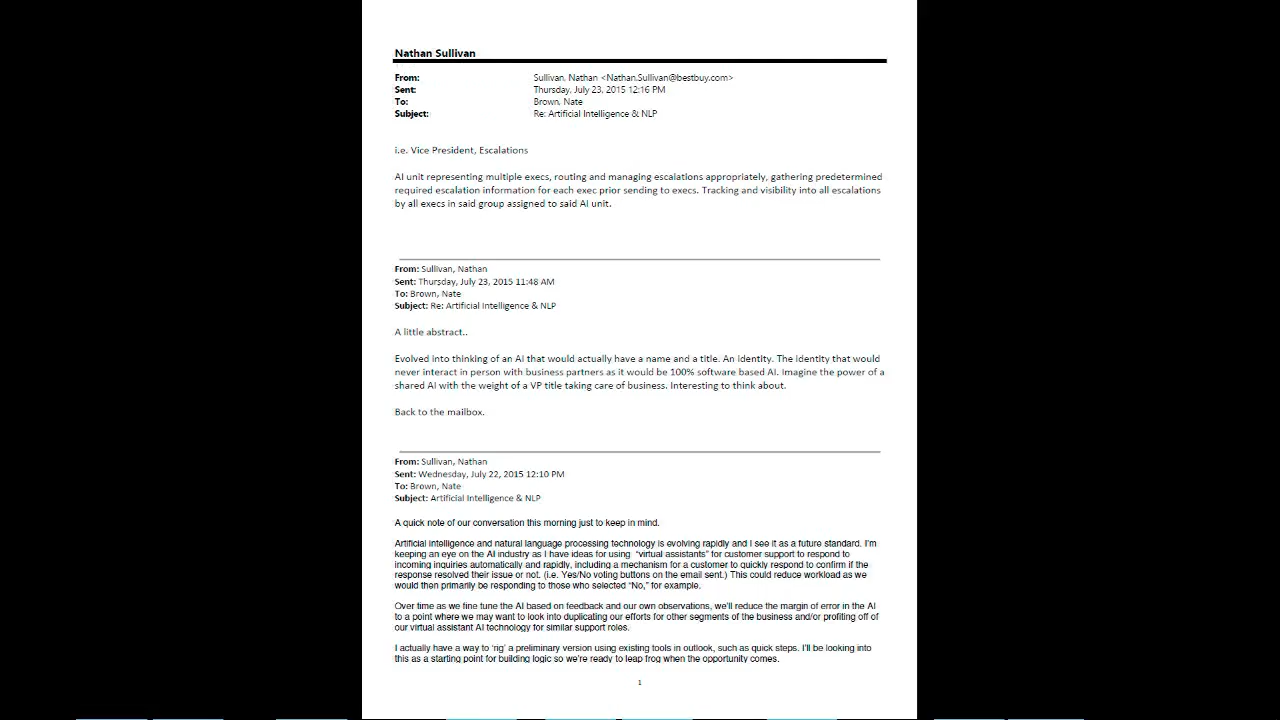 Nathan Sullivan
From: Sullivan, Nathan <Nathan.Sullivan@bestbuy.com>
Sent: Thursday, July 23, 2015 12:16 PM
To: Brown, Nate
Subject: Re: Artificial Intelligence & NLP
i.e. Vice President, Escalations
AI unit representing multiple execs, routing and managing escalations appropriately, gathering predetermined
required escalation information for each exec prior sending to execs. Tracking and visibility into all escalations
by all execs in said group assigned to said AI unit.
From: Sullivan, Nathan
Sent: Thursday, July 23, 2015 11:48 AM
To: Brown, Nate
Subject: Re: Artificial Intelligence & NLP
A little abstract..
Evolved into thinking of an AI that would actually have a name and a title. An identity. The identity that would
never interact in person with business partners as it would be 100% software based AI. Imagine the power of a
shared AI with the weight of a VP title taking care of business. Interesting to think about.
Back to the mailbox.
From: Sullivan, Nathan
Sent: Wednesday, July 22, 2015 12:10 PM
To: Brown, Nate
Subject: Artificial Intelligence & NLP
A quick note of our conversation this morning just to keep in mind.
Artificial intelligence and natural language processing technology is evolving rapidly and I see it as a future standard. I'm
keeping an eye on the AI industry as I have ideas for using "virtual assistants" for customer support to respond to
incoming inquiries automatically and rapidly, including a mechanism for a customer to quickly respond to confirm if the
response resolved their issue or not. (i.e. Yes/No voting buttons on the email sent.) This could reduce workload as we
would then primarily be responding to those who selected "No," for example.
Over time as we fine tune the AI based on feedback and our own observations, we'll reduce the margin of error in the AI
to a point where we may want to look into duplicating our efforts for other segments of the business and/or profiting off of
our virtual assistant AI technology for similar support roles.
I actually have a way to 'rig' a preliminary version using existing tools in outlook, such as quick steps. I'll be looking into
this as a starting point for building logic so we're ready to leap frog when the opportunity comes.
1